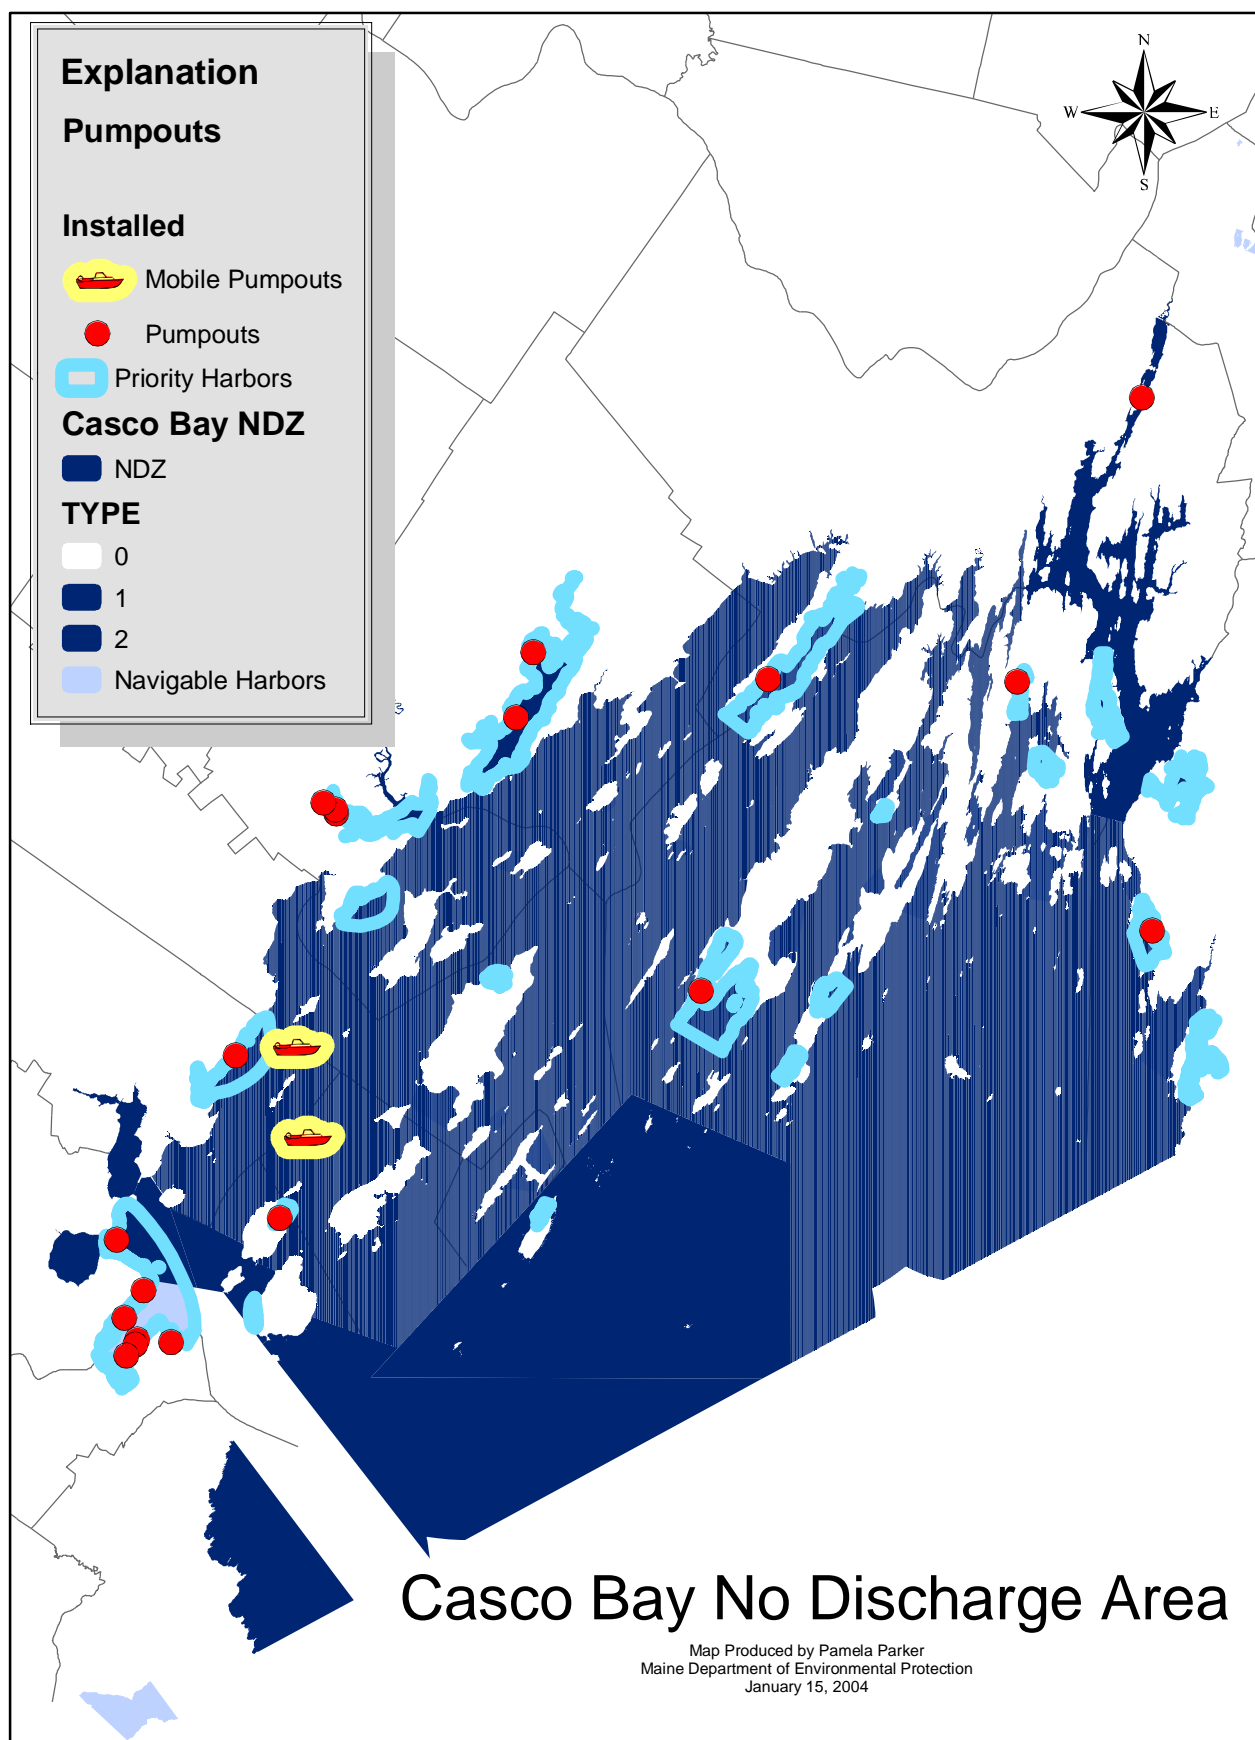 Explanation
Pumpouts
Installed
Mobile Pumpouts
Pumpouts
Priority Harbors
Casco Bay NDZ
NDZ
TYPE
0
1
2
Navigable Harbors
N
W
E
S
Casco Bay No Discharge Area
Map Produced by Pamela Parker
Maine Department of Environmental Protection
January 15, 2004